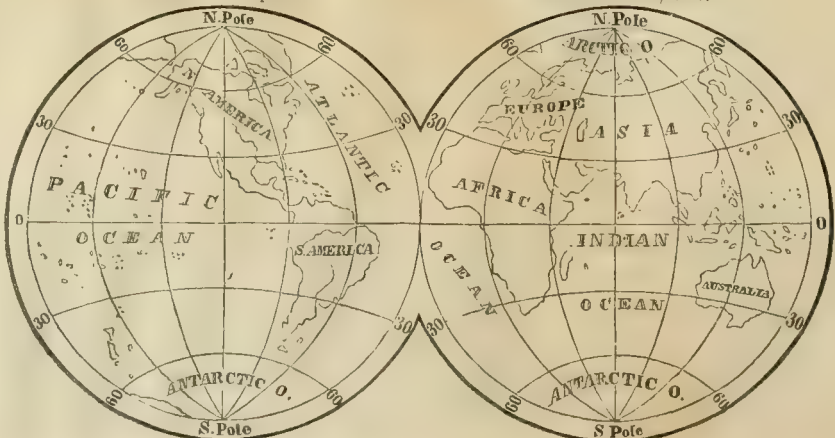 N. Pole
60
60
N. AMERICA
ATLANTIC
30
30
PACIFIC
0
OCEAN
S. AMERICA
30
30
ANTARCTIC O.
60
60
S. Pole
N. Pole
60
60
ARCTIC O
EUROPE
30
30
ASIA
AFRICA
0
INDIAN
OCEAN
OCEAN
AUSTRALIA
30
ANTARCTIC O.
60
60
S Pole